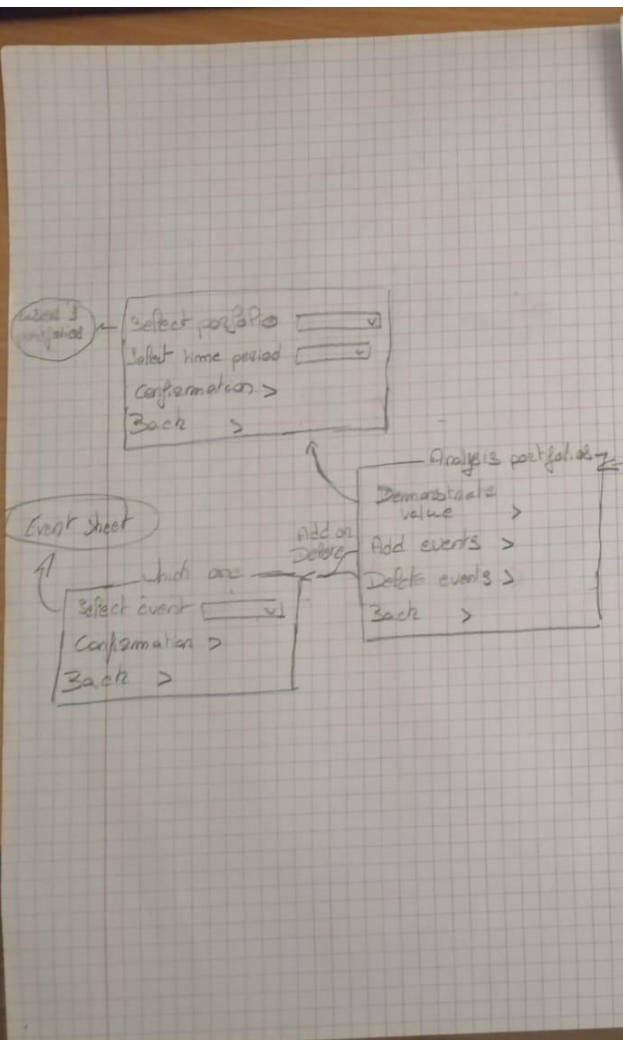 Select porfolio
Select time period
Confirmation >
Back >
Analysis portfolios
Demonstrate
value >
Add events >
Delete events >
Back >
Add or
Delete
Event sheet
Which one
Select event
Confirmation >
Back >